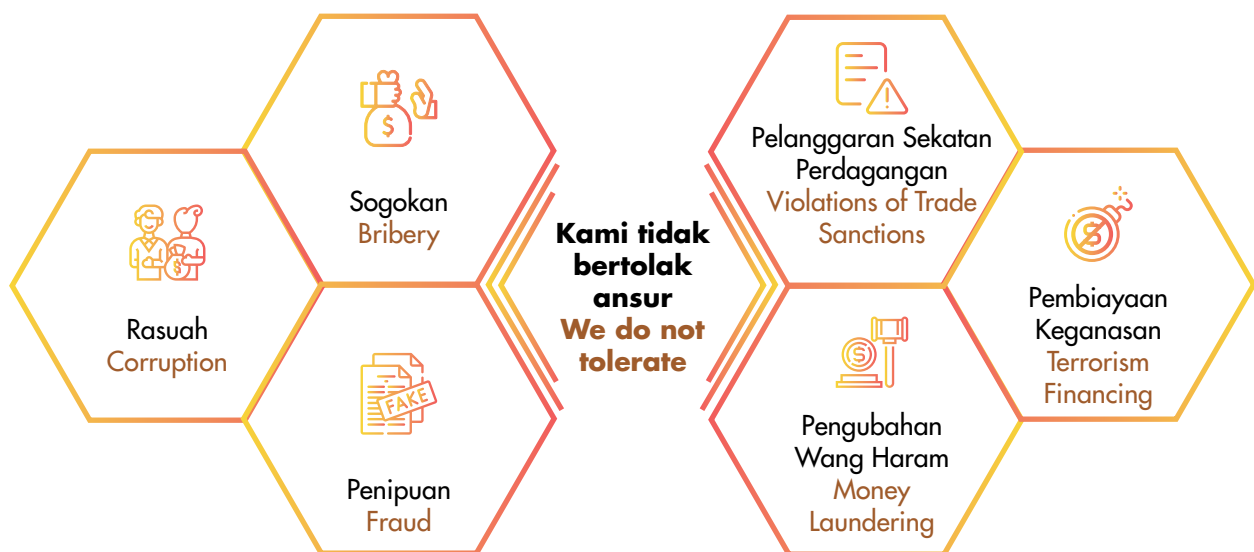 Rasuah
Corruption
Sogokan
Bribery
FAKE
Penipuan
Fraud
Kami tidak
bertolak
ansur
We do not
tolerate
Pelanggaran Sekatan
Perdagangan
Violations of Trade
Sanctions
Pengubahan
Wang Haram
Money
Laundering
Pembiayaan
Keganasan
Terrorism
Financing